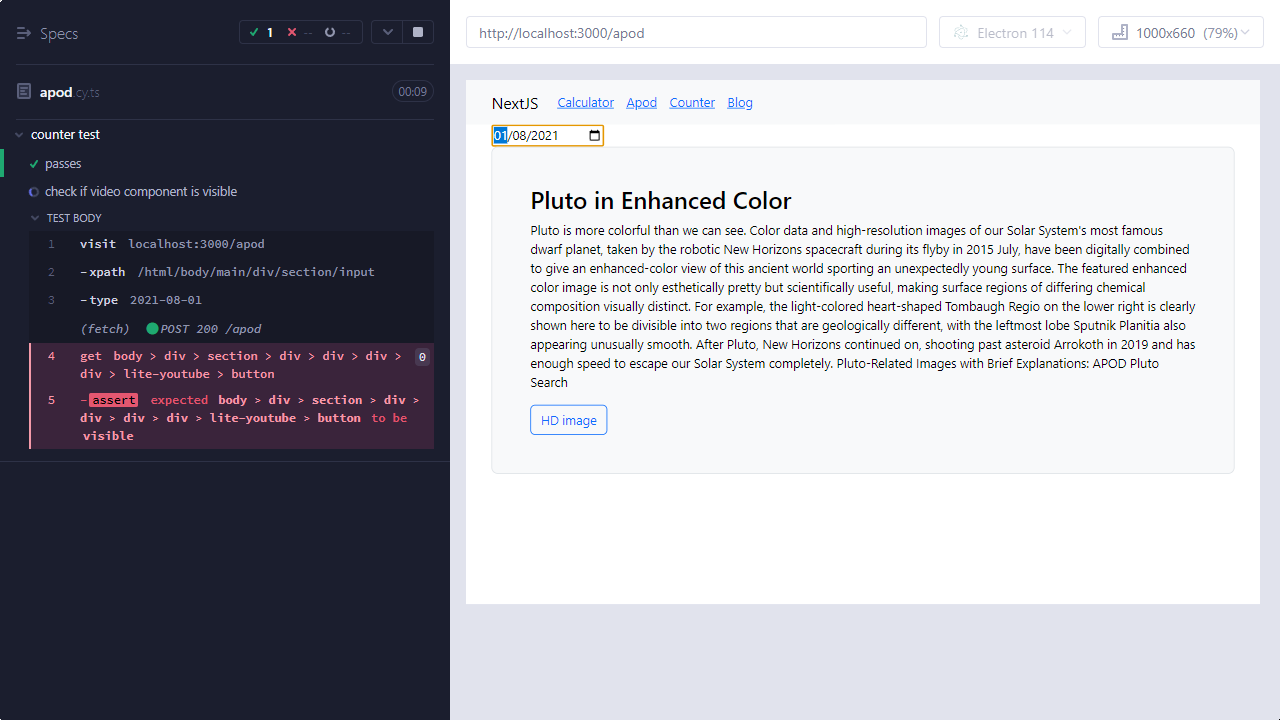 Specs
1
--
--
apod.cy.ts
00:09
counter test
passes
check if video component is visible
TEST BODY
1 visit localhost:3000/apod
2 -xpath /html/body/main/div/section/input
3 -type 2021-08-01
(fetch) POST 200 /apod
4 get body > div > section > div > div > div > 0
div > lite-youtube > button
5 -assert expected body > div > section > div >
div > div > div > lite-youtube > button to be
visible
http://localhost:3000/apod
Electron 114
1000x660 (79%)
NextJS Calculator Apod Counter Blog
01/08/2021
Pluto in Enhanced Color
Pluto is more colorful than we can see. Color data and high-resolution images of our Solar System's most famous
dwarf planet, taken by the robotic New Horizons spacecraft during its flyby in 2015 July, have been digitally combined
to give an enhanced-color view of this ancient world sporting an unexpectedly young surface. The featured enhanced
color image is not only esthetically pretty but scientifically useful, making surface regions of differing chemical
composition visually distinct. For example, the light-colored heart-shaped Tombaugh Regio on the lower right is clearly
shown here to be divisible into two regions that are geologically different, with the leftmost lobe Sputnik Planitia also
appearing unusually smooth. After Pluto, New Horizons continued on, shooting past asteroid Arrokoth in 2019 and has
enough speed to escape our Solar System completely. Pluto-Related Images with Brief Explanations: APOD Pluto
Search
HD image